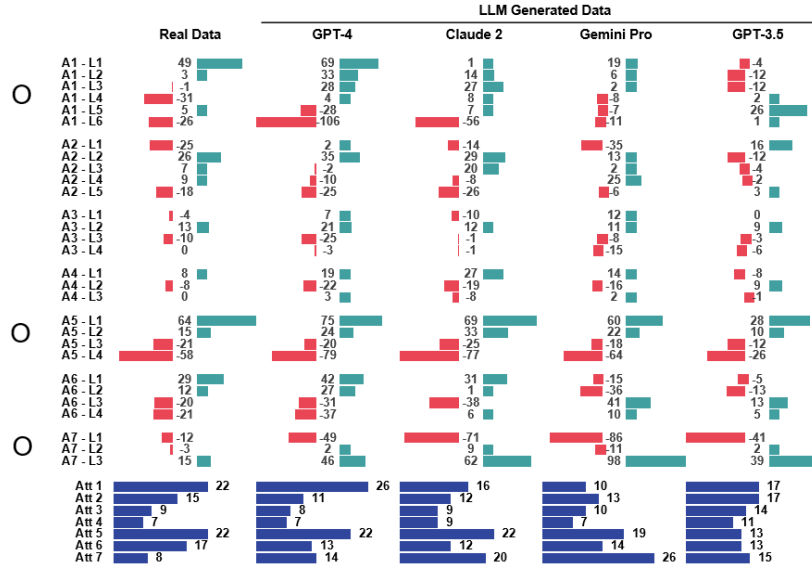 LLM Generated Data
Real Data GPT-4 Claude 2 Gemini Pro GPT-3.5
A1 - L1 49 69 1 19 -4
A1 - L2 3 33 14 6 -12
A1 - L3 -1 28 27 2 -12
A1 - L4 -31 4 8 -8 2
A1 - L5 5 -28 7 -7 26
A1 - L6 -26 -106 -56 -11 1
O
A2 - L1 -25 2 -14 -35 16
A2 - L2 26 35 29 13 -12
A2 - L3 7 -2 20 2 -4
A2 - L4 9 -10 -8 25 -2
A2 - L5 -18 -25 -26 -6 3
A3 - L1 -4 7 -10 12 0
A3 - L2 13 21 12 11 9
A3 - L3 -10 -25 -1 -8 -3
A3 - L4 0 -3 -1 -15 -6
A4 - L1 8 19 27 14 -8
A4 - L2 -8 -22 -19 -16 9
A4 - L3 0 3 -8 2 -1
A5 - L1 64 75 69 60 28
A5 - L2 15 24 33 22 10
A5 - L3 -21 -20 -25 -18 -12
A5 - L4 -58 -79 -77 -64 -26
O
A6 - L1 29 42 31 -15 -5
A6 - L2 12 27 1 -36 -13
A6 - L3 -20 -31 -38 41 13
A6 - L4 -21 -37 6 10 5
A7 - L1 -12 -49 -71 -86 -41
A7 - L2 -3 2 9 -11 2
A7 - L3 15 46 62 98 39
O
Att 1 22 26 16 10 17
Att 2 15 11 12 13 17
Att 3 9 8 9 10 14
Att 4 7 7 9 7 11
Att 5 22 22 22 19 13
Att 6 17 13 12 14 13
Att 7 8 14 20 26 15